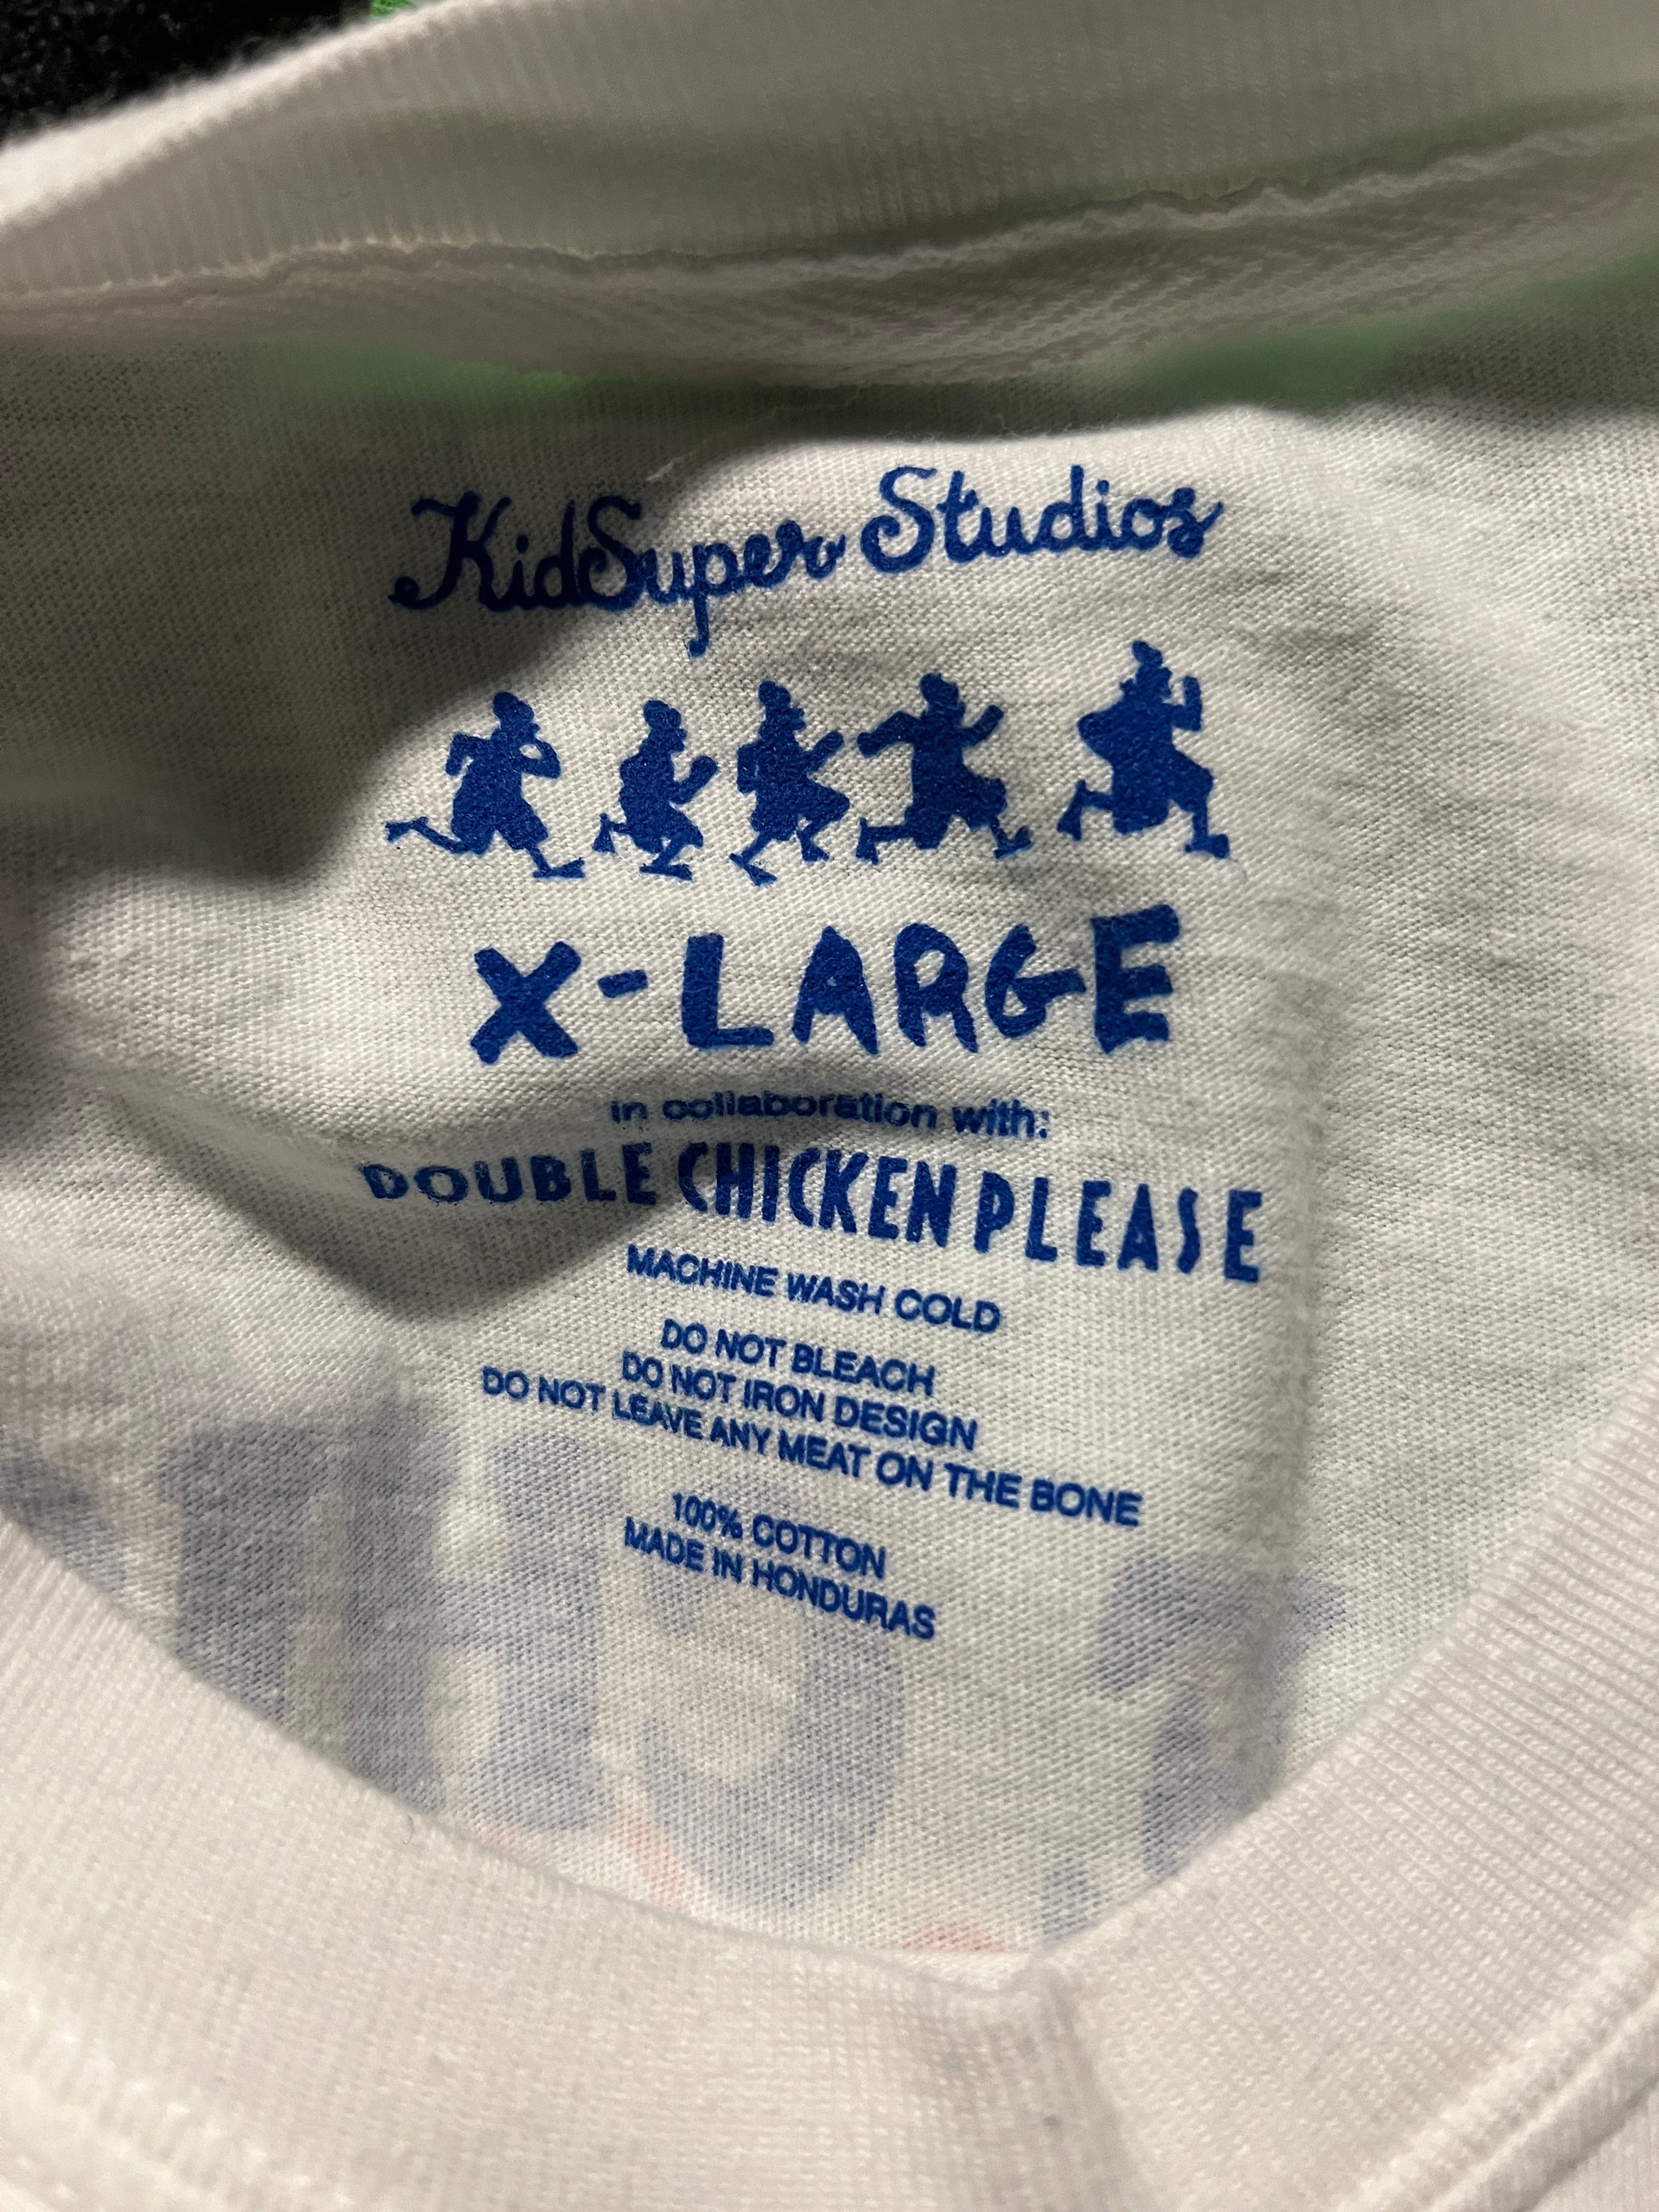 KidSuper Studios
X-LARGE
in collaboration with:
DOUBLE CHICKEN PLEASE
MACHINE WASH COLD
DO NOT BLEACH
DO NOT IRON DESIGN
DO NOT LEAVE ANY MEAT ON THE BONE
100% COTTON
MADE IN HONDURAS